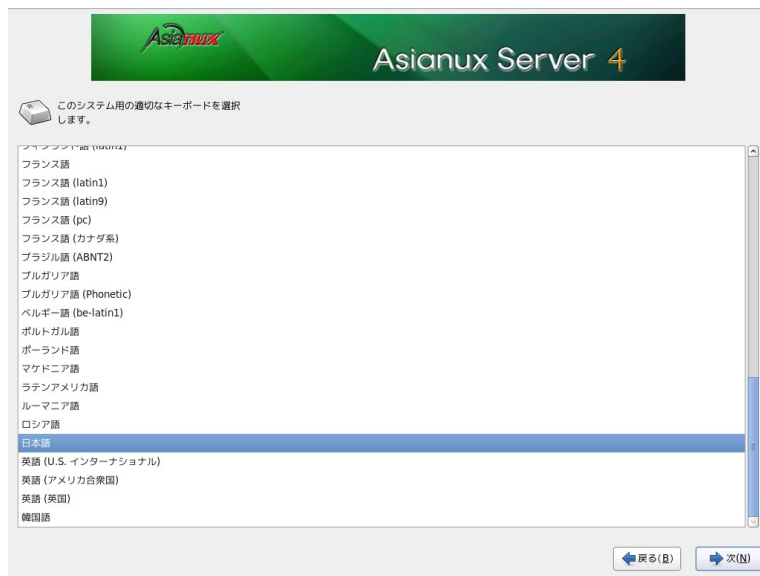 Asianux
Asianux Server 4
このシステム用の適切なキーボードを選択
します。
フィンランド語 (latin1)
フランス語
フランス語 (latin1)
フランス語 (latin9)
フランス語 (pc)
フランス語 (カナダ系)
ブラジル語 (ABNT2)
ブルガリア語
ブルガリア語 (Phonetic)
ベルギー語 (be-latin1)
ポルトガル語
ポーランド語
マケドニア語
ラテンアメリカ語
ルーマニア語
ロシア語
日本語
英語 (U.S. インターナショナル)
英語 (アメリカ合衆国)
英語 (英国)
韓国語
戻る(B) 次(N)